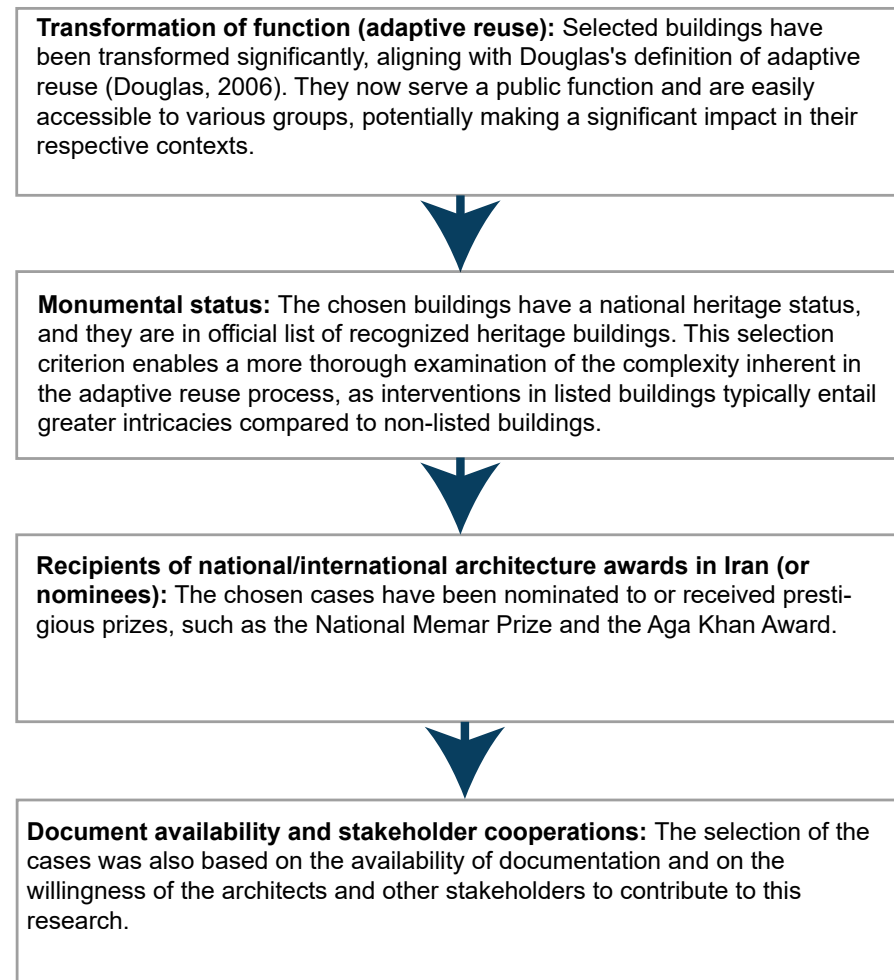 Transformation of function (adaptive reuse): Selected buildings have
been transformed significantly, aligning with Douglas's definition of adaptive
reuse (Douglas, 2006). They now serve a public function and are easily
accessible to various groups, potentially making a significant impact in their
respective contexts.
Monumental status: The chosen buildings have a national heritage status,
and they are in official list of recognized heritage buildings. This selection
criterion enables a more thorough examination of the complexity inherent in
the adaptive reuse process, as interventions in listed buildings typically entail
greater intricacies compared to non-listed buildings.
Recipients of national/international architecture awards in Iran (or
nominees): The chosen cases have been nominated to or received presti-
gious prizes, such as the National Memar Prize and the Aga Khan Award.
Document availability and stakeholder cooperations: The selection of the
cases was also based on the availability of documentation and on the
willingness of the architects and other stakeholders to contribute to this
research.